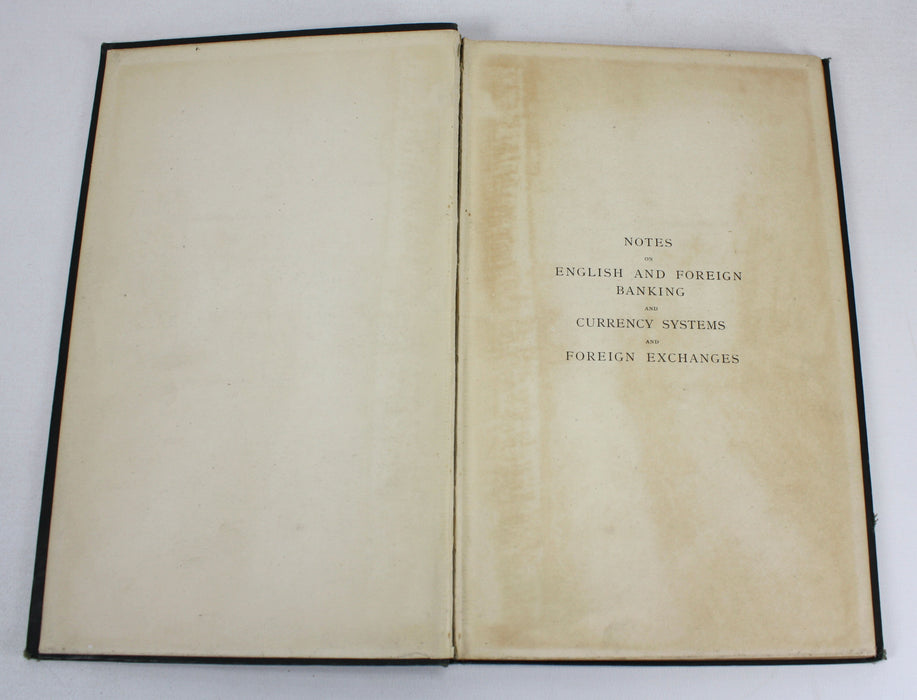 NOTES
ON
ENGLISH AND FOREIGN
BANKING
AND
CURRENCY SYSTEMS
AND
FOREIGN EXCHANGES